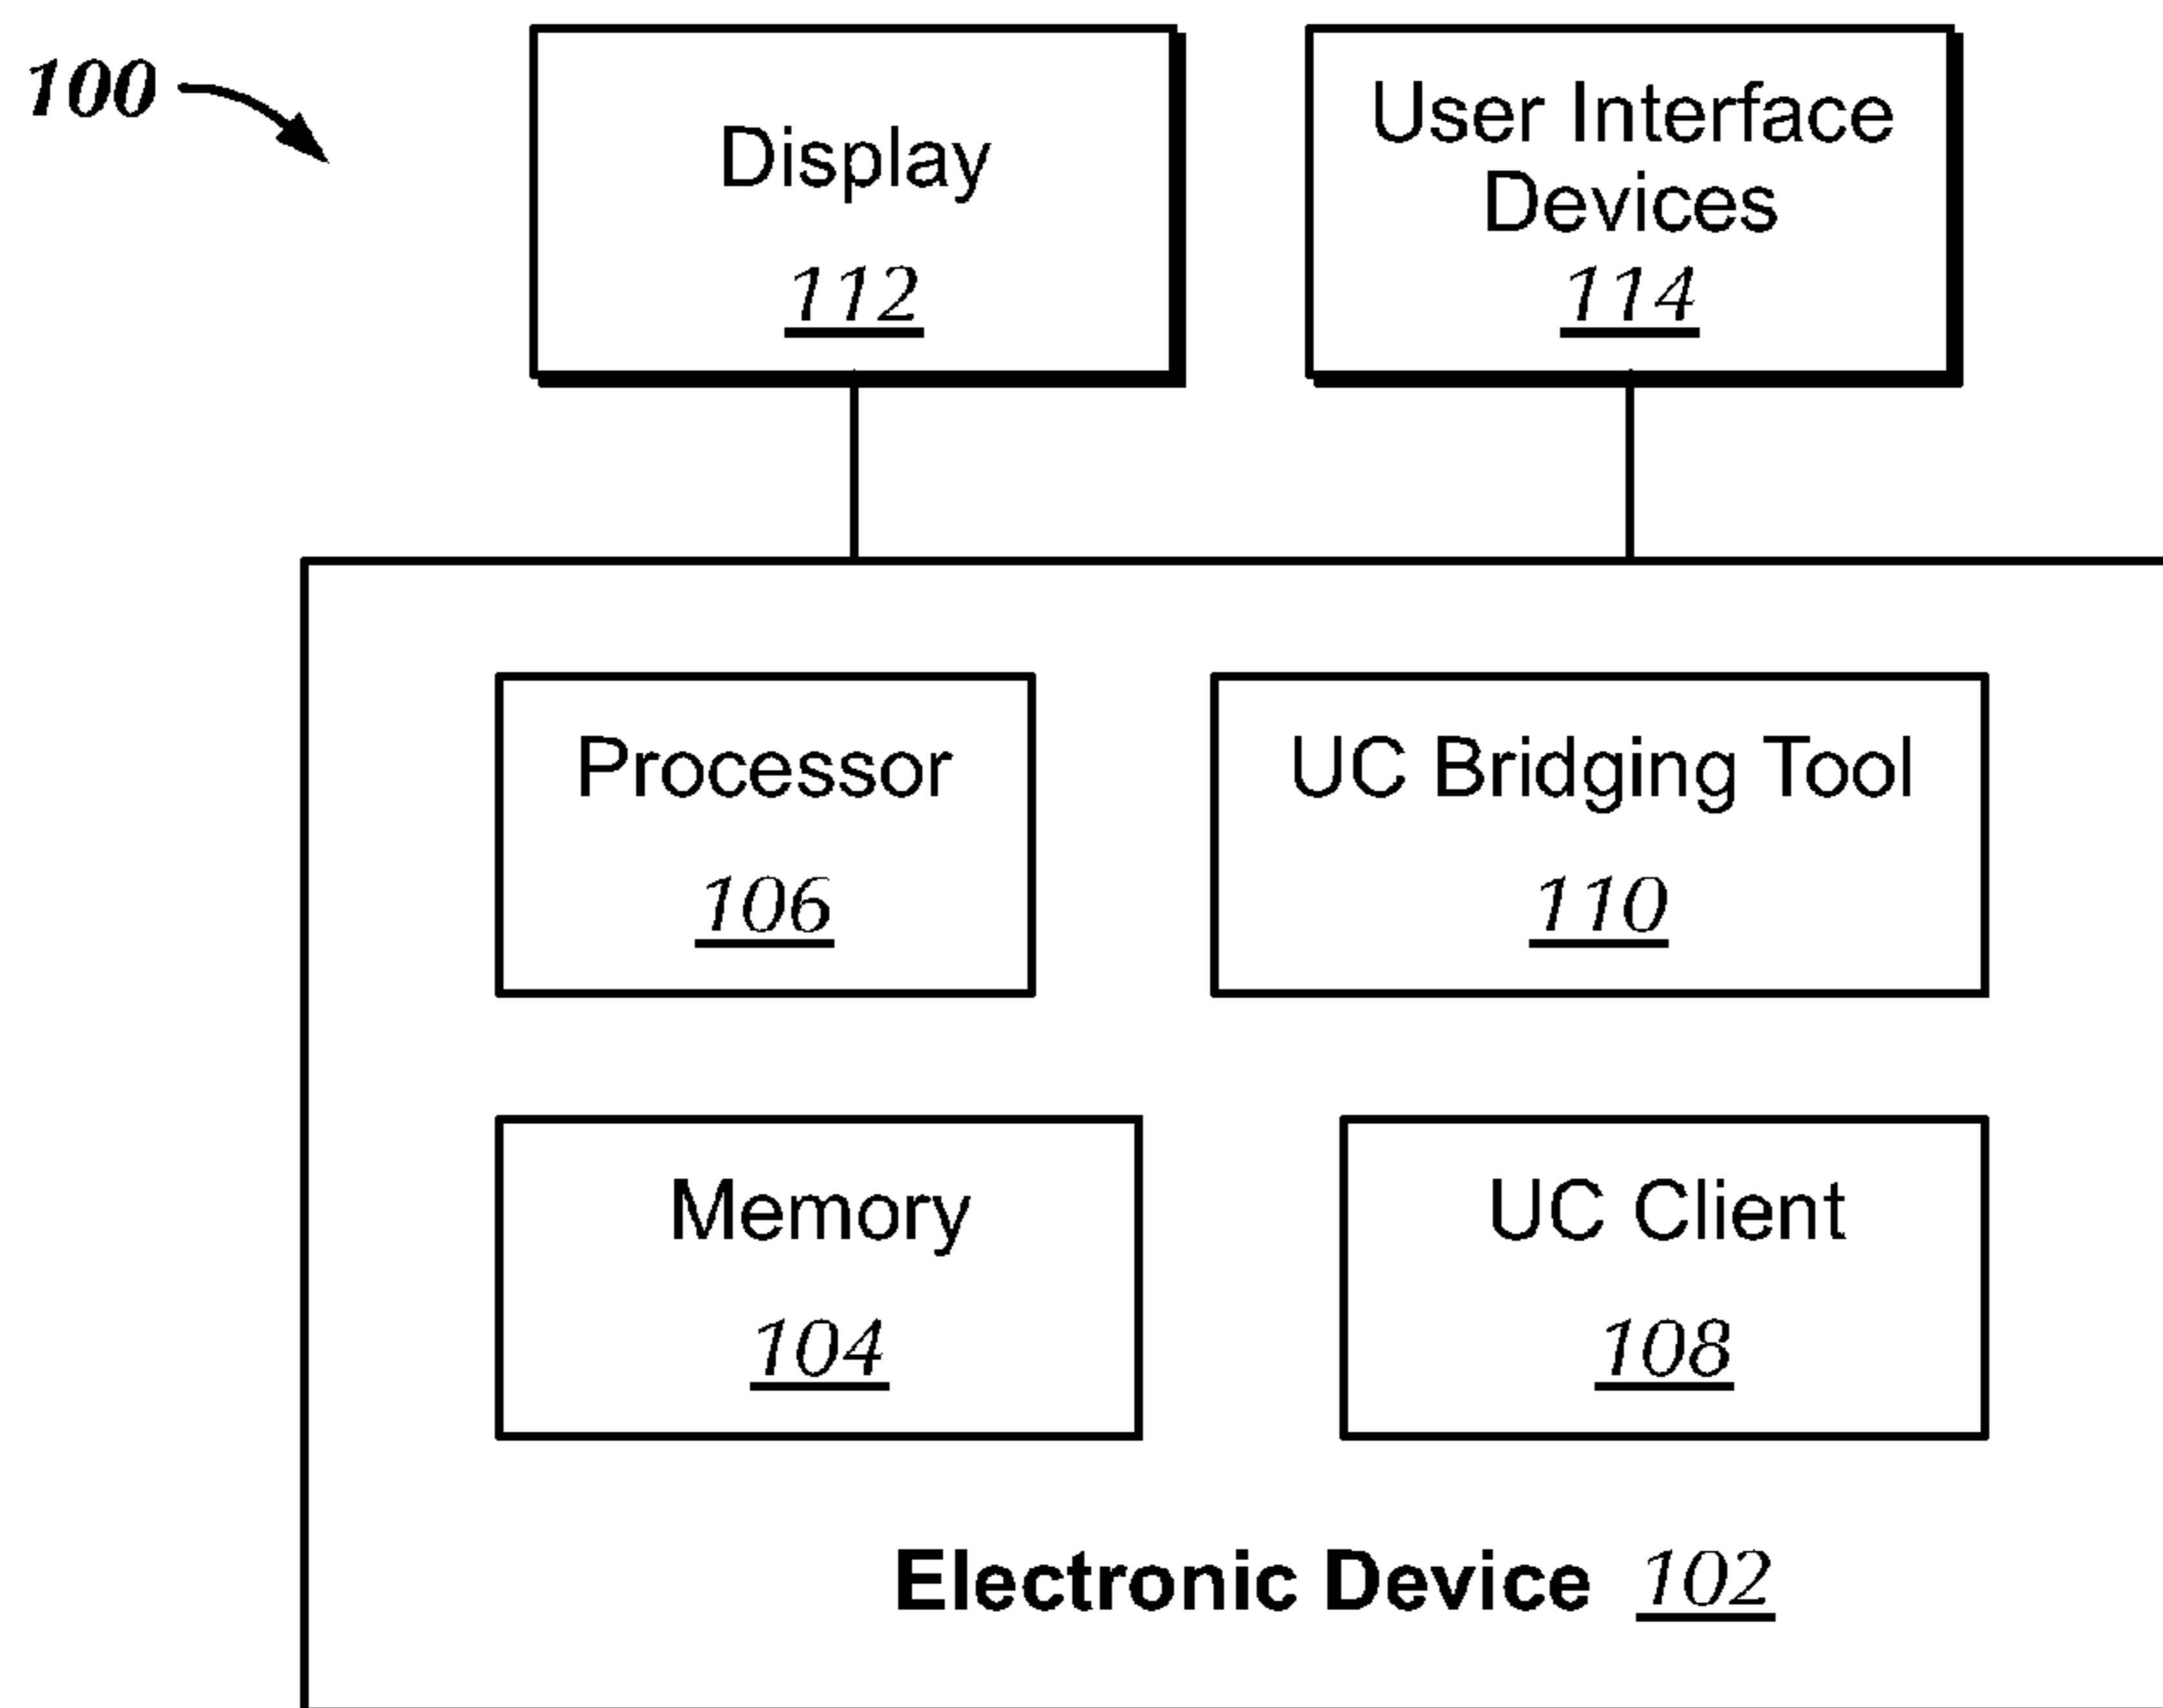 100
Display
112
User Interface
Devices
114
Processor
106
UC Bridging Tool
110
Memory
104
UC Client
108
Electronic Device 102